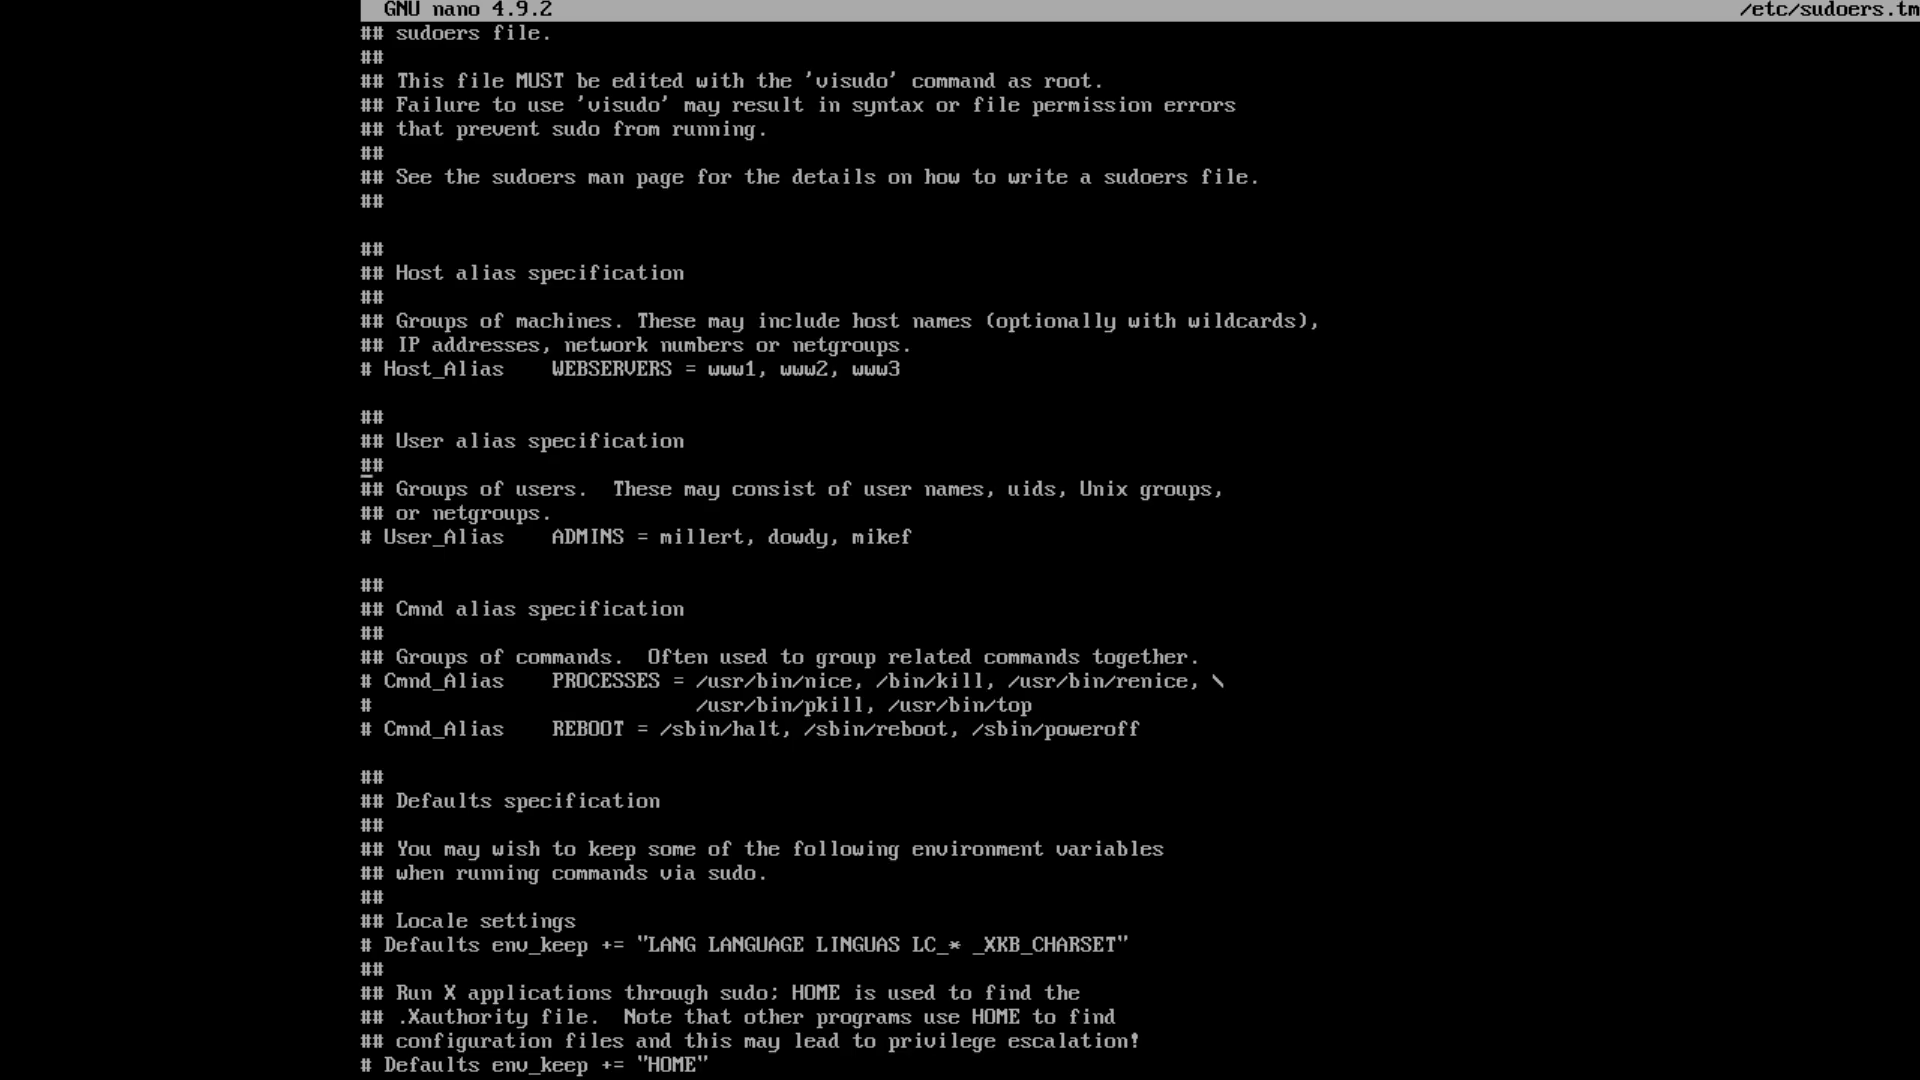 GNU nano 4.9.2 /etc/sudoers.tm
## sudoers file.
##
## This file MUST be edited with the 'visudo' command as root.
## Failure to use 'visudo' may result in syntax or file permission errors
## that prevent sudo from running.
##
## See the sudoers man page for the details on how to write a sudoers file.
##
##
## Host alias specification
##
## Groups of machines. These may include host names (optionally with wildcards),
## IP addresses, network numbers or netgroups.
# Host_Alias    WEBSERVERS = www1, www2, www3
##
## User alias specification
##
## Groups of users.  These may consist of user names, uids, Unix groups,
## or netgroups.
# User_Alias    ADMINS = millert, dowdy, mikef
##
## Cmnd alias specification
##
## Groups of commands.  Often used to group related commands together.
# Cmnd_Alias    PROCESSES = /usr/bin/nice, /bin/kill, /usr/bin/renice, \
#                           /usr/bin/pkill, /usr/bin/top
# Cmnd_Alias    REBOOT = /sbin/halt, /sbin/reboot, /sbin/poweroff
##
## Defaults specification
##
## You may wish to keep some of the following environment variables
## when running commands via sudo.
##
## Locale settings
# Defaults env_keep += "LANG LANGUAGE LINGUAS LC_* _XKB_CHARSET"
##
## Run X applications through sudo; HOME is used to find the
## .Xauthority file.  Note that other programs use HOME to find
## configuration files and this may lead to privilege escalation!
# Defaults env_keep += "HOME"